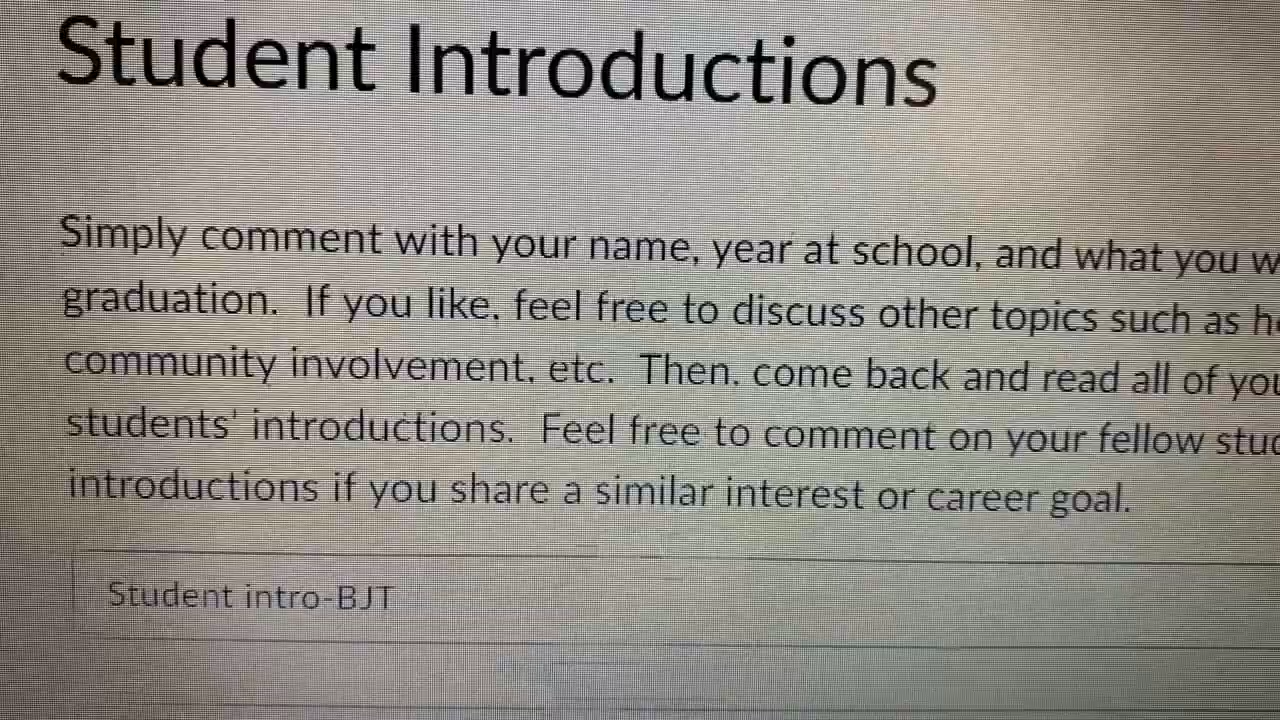 Student Introductions
Simply comment with your name, year at school, and what you
graduation. If you like, feel free to discuss other topics such as
community involvement, etc. Then, come back and read all of
students' introductions. Feel free to comment on your fellow
introductions if you share a similar interest or career goal.
Student intro-BJT